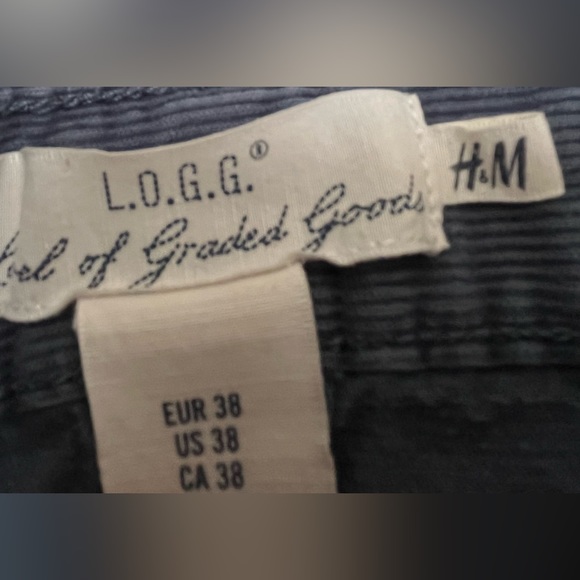 L.O.G.G.®
of Graded Goods
H&M
EUR 38
US 38
CA 38